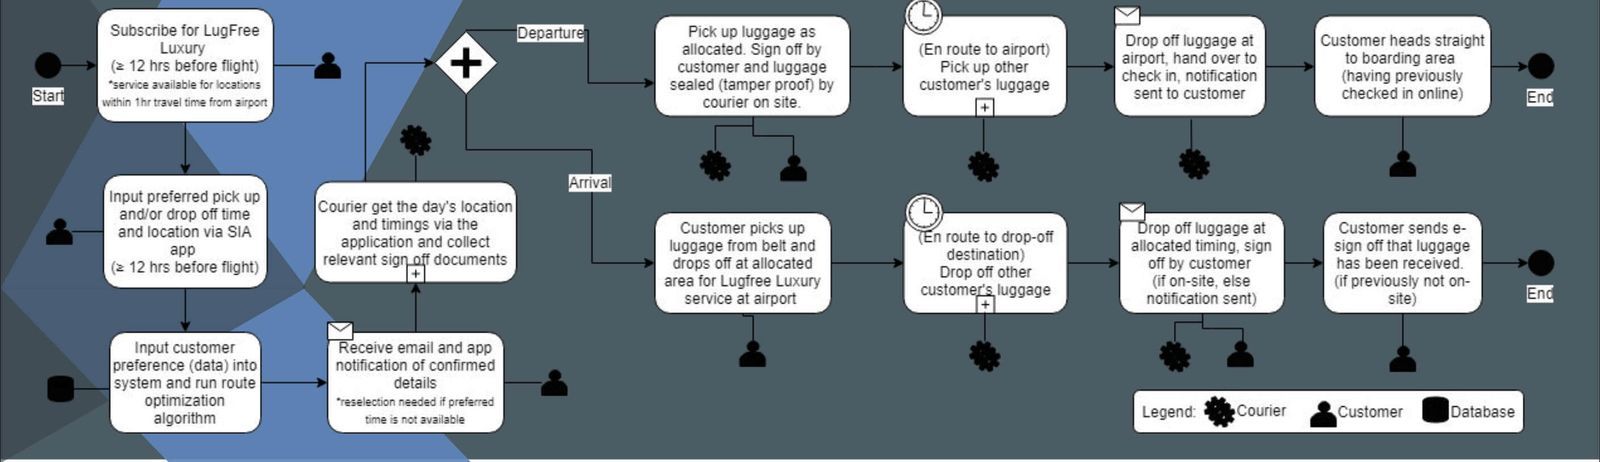 Start
Subscribe for LugFree
Luxury
(≥ 12 hrs before flight)
*service available for locations
within 1hr travel time from airport
Input preferred pick up
and/or drop off time
and location via SIA
app
(≥ 12 hrs before flight)
Input customer
preference (data) into
system and run route
optimization
algorithm
Receive email and app
notification of confirmed
details
*reselection needed if preferred
time is not available
Courier get the day's location
and timings via the
application and collect
relevant sign off documents
Departure
Pick up luggage as
allocated. Sign off by
customer and luggage
sealed (tamper proof) by
courier on site.
(En route to airport)
Pick up other
customer's luggage
Drop off luggage at
airport, hand over to
check in, notification
sent to customer
Customer heads straight
to boarding area
(having previously
checked in online)
End
Arrival
Customer picks up
luggage from belt and
drops off at allocated
area for Lugfree Luxury
service at airport
(En route to drop-off
destination)
Drop off other
customer's luggage
Drop off luggage at
allocated timing, sign
off by customer
(if on-site, else
notification sent)
Customer sends e-
sign off that luggage
has been received.
(if previously not on-
site)
End
Legend: Courier Customer Database